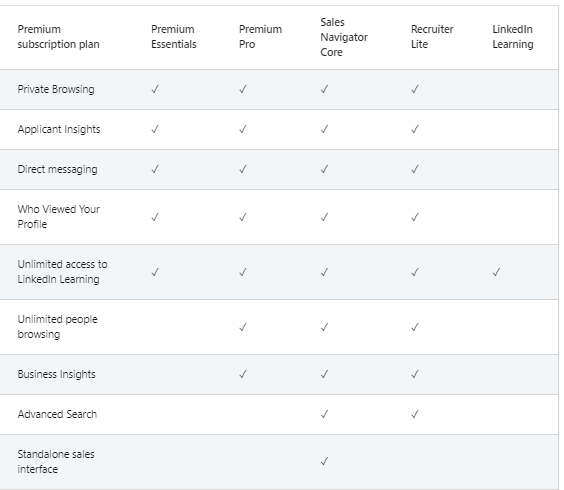 Premium subscription plan
Premium Essentials
Premium Pro
Sales Navigator Core
Recruiter Lite
LinkedIn Learning
Private Browsing ✓ ✓ ✓ ✓
Applicant Insights ✓ ✓ ✓ ✓
Direct messaging ✓ ✓ ✓ ✓
Who Viewed Your
Profile ✓ ✓ ✓ ✓
Unlimited access to
LinkedIn Learning ✓ ✓ ✓ ✓ ✓
Unlimited people
browsing ✓ ✓ ✓
Business Insights ✓ ✓ ✓
Advanced Search ✓ ✓
Standalone sales
interface ✓